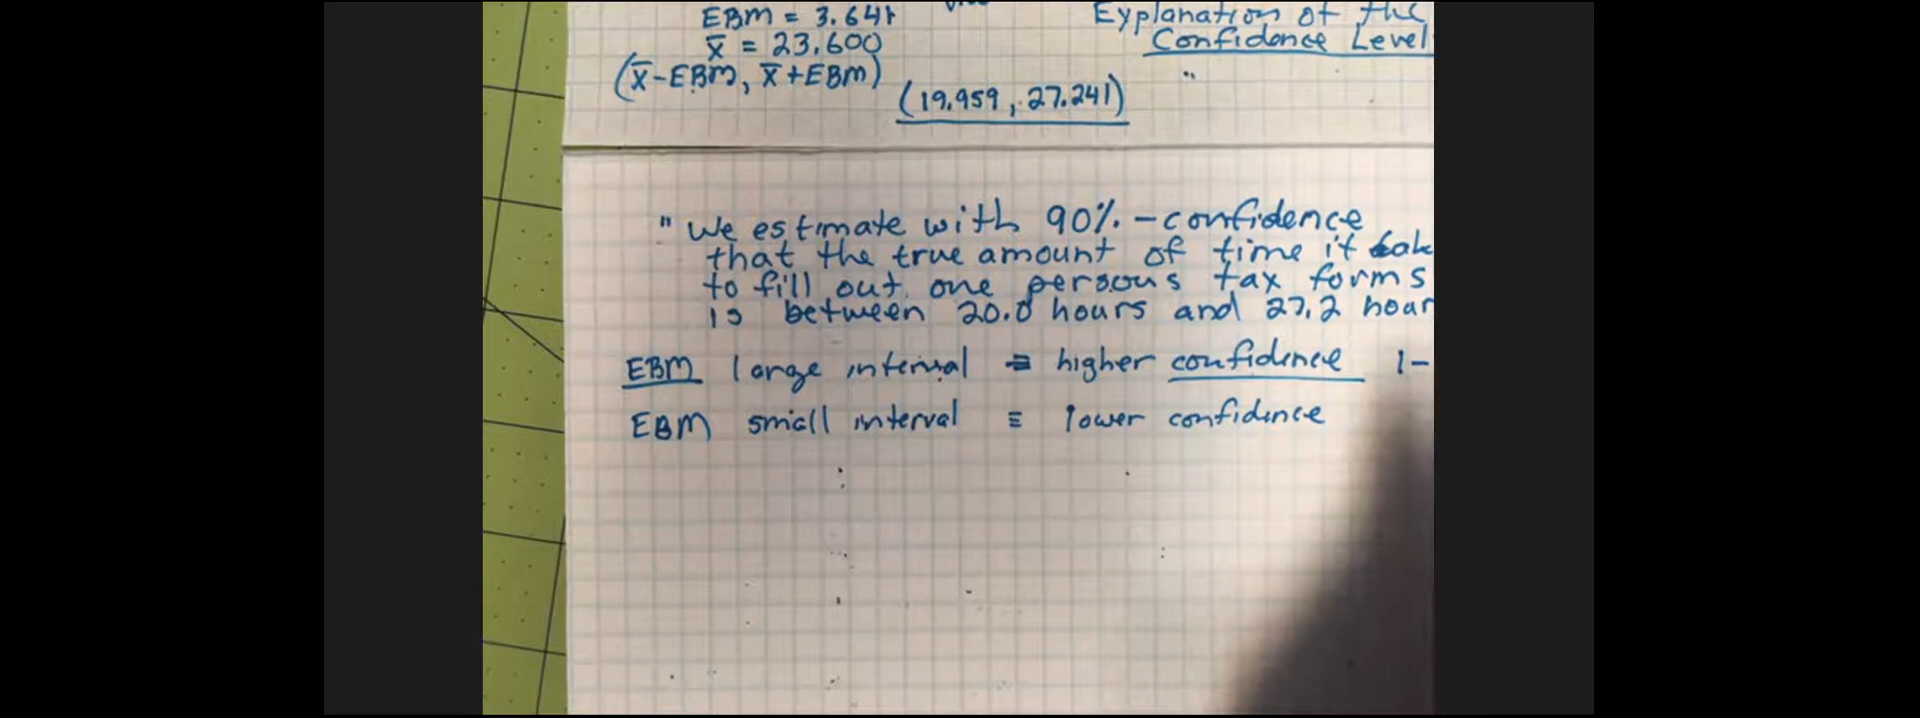 EBM = 3.641
Explanation of the
x̄ = 23.600
Confidence Level
(x̄-EBM, x̄+EBM)
(19.959, 27.241)
"We estimate with 90% -confidence
that the true amount of time it
to fill out one persons tax forms
is between 20.0 hours and 27.2 hour
EBM large interval ≡ higher confidence 1-
EBM small interval ≡ lower confidence